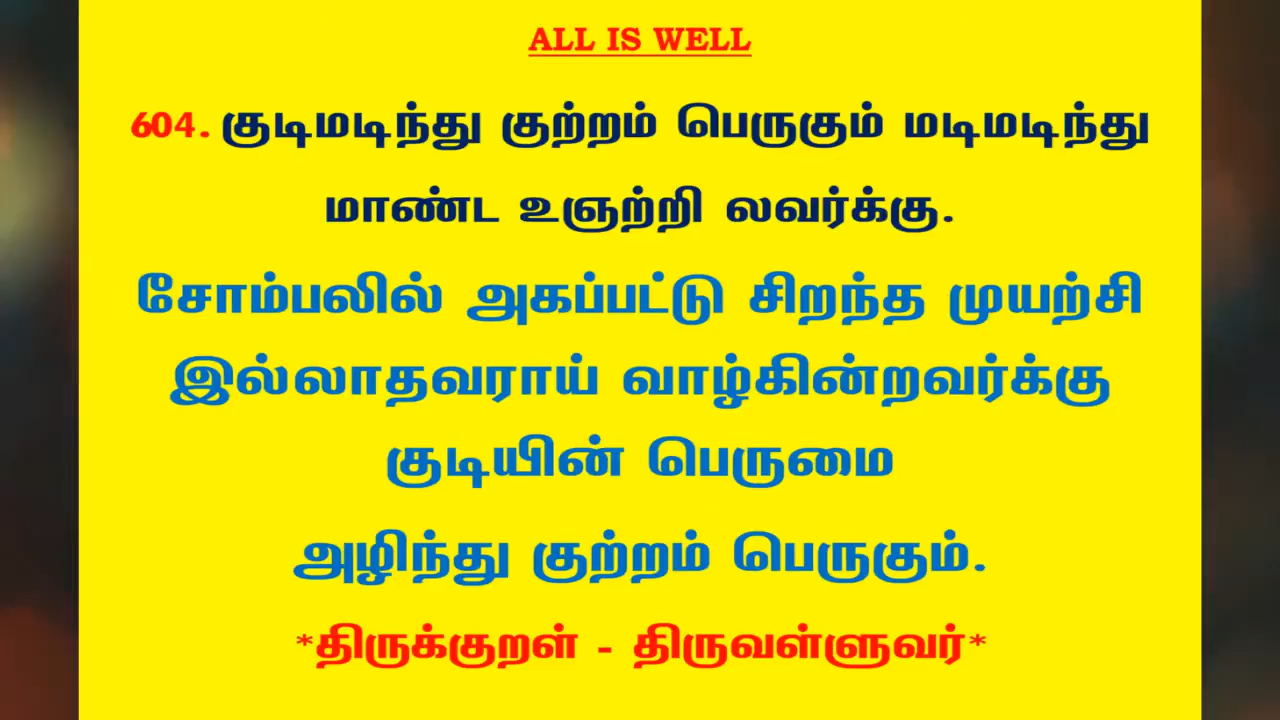 ALL IS WELL
604. குடிமடிந்து குற்றம் பெருகும் மடிமடிந்து
மாண்ட உஞற்றி லவர்க்கு.
சோம்பலில் அகப்பட்டு சிறந்த முயற்சி
இல்லாதவராய் வாழ்கின்றவர்க்கு
குடியின் பெருமை
அழிந்து குற்றம் பெருகும்.
*திருக்குறள் - திருவள்ளுவர்*